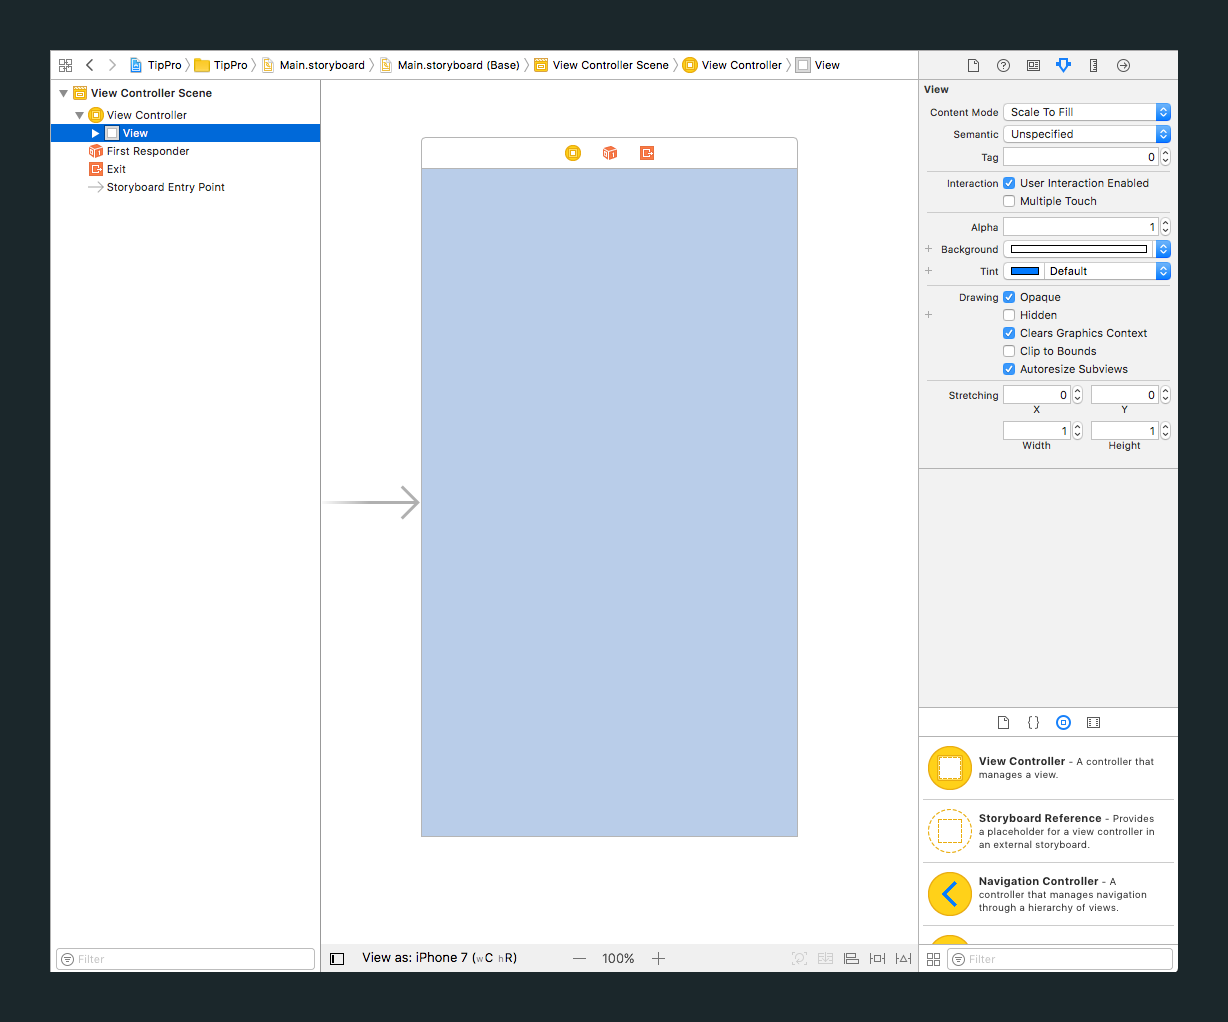 TipPro TipPro Main.storyboard Main.storyboard (Base) View Controller Scene View Controller View
View Controller Scene
View Controller
View
First Responder
Exit
Storyboard Entry Point
Filter
View as: iPhone 7 (wC hR) 100%
View
Content Mode Scale To Fill
Semantic Unspecified
Tag 0
Interaction User Interaction Enabled
Multiple Touch
Alpha 1
Background
Tint Default
Drawing Opaque
Hidden
Clears Graphics Context
Clip to Bounds
Autoresize Subviews
Stretching 0 0
X Y
1 1
Width Height
{}
View Controller - A controller that
manages a view.
Storyboard Reference - Provides
a placeholder for a view controller in
an external storyboard.
Navigation Controller - A
controller that manages navigation
through a hierarchy of views.
Filter